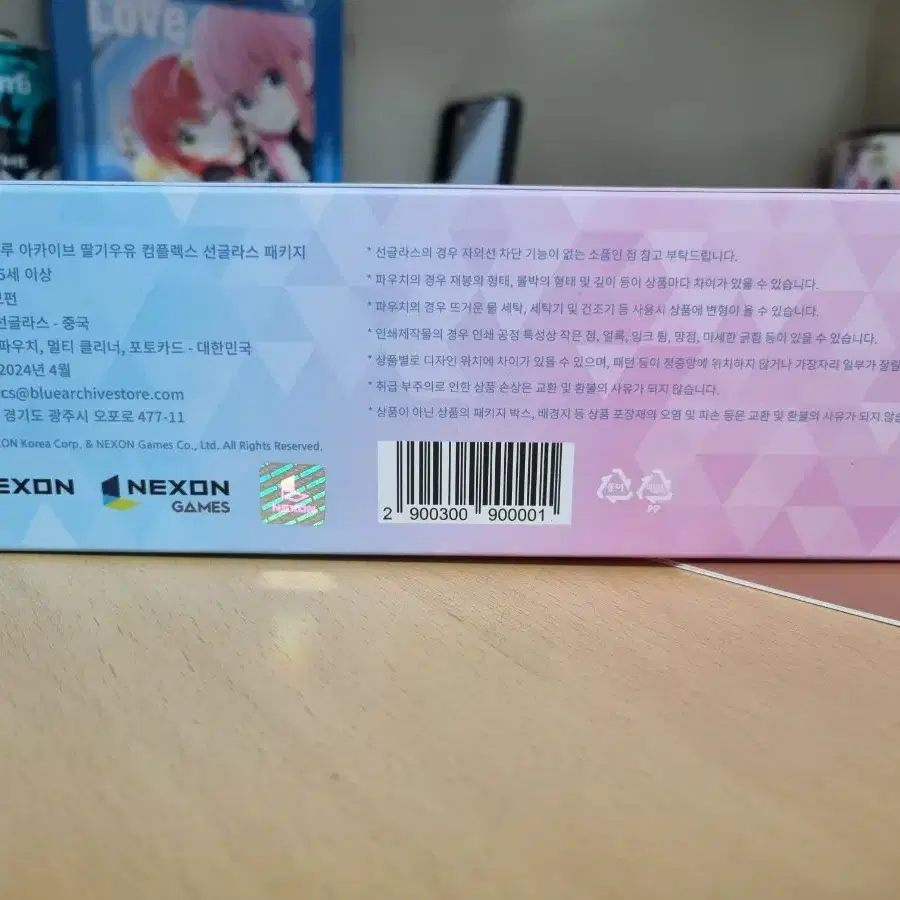 LOVE
루 아카이브 딸기우유 컴플렉스 선글라스 패키지
5세 이상
선글라스 - 중국
파우치, 멀티 클리너, 포토카드 - 대한민국
2024년 4월
cs@bluearchivestore.com
경기도 광주시 오포로 477-11
ON Korea Corp. & NEXON Games Co., Ltd. All Rights Reserved.
EXON
NEXON GAMES
NEXON
* 선글라스의 경우 자외선 차단 기능이 없는 소품인 점 참고 부탁드립니다.
* 파우치의 경우 재봉의 형태, 봉박의 형태 및 길이 등이 상품마다 차이가 있을 수 있습니다.
* 파우치의 경우 뜨거운 물 세탁, 세탁기 및 건조기 등 사용시 상품에 변형이 올 수 있습니다.
* 인쇄제작물의 경우 인쇄 공정 특성상 작은 점, 얼룩, 잉크 튐, 망점, 미세한 긁힘 등이 있을 수 있습니다.
* 상품별로 디자인 위치에 차이가 있을 수 있으며, 패턴 등이 정중앙에 위치하지 않거나 가장자리 일부가 잘릴
* 취급 부주의로 인한 상품 손상은 교환 및 환불의 사유가 되지 않습니다.
* 상품이 아닌 상품의 패키지 박스, 배경지 등 상품 포장재의 오염 및 파손 등은 교환 및 환불의 사유가 되지 않습
2 900300 900001
종이
PP